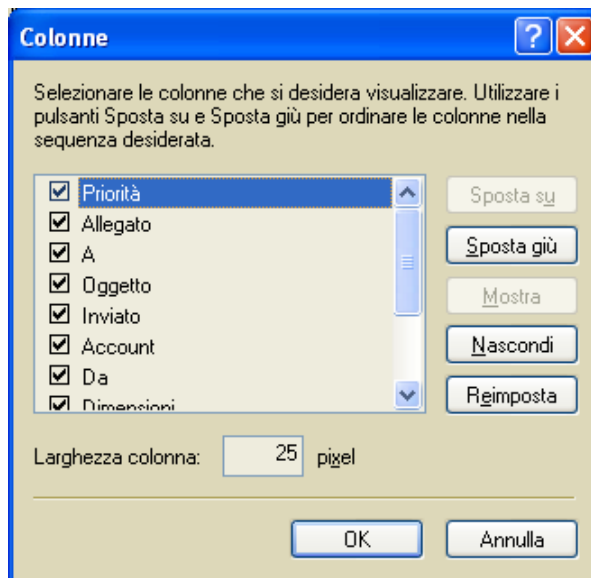 Colonne
Selezionare le colonne che si desidera visualizzare. Utilizzare i
pulsanti Sposta su e Sposta giù per ordinare le colonne nella
sequenza desiderata.
Priorità
Allegato
A
Oggetto
Inviato
Account
Da
Dimensioni
Sposta su
Sposta giù
Mostra
Nascondi
Reimposta
Larghezza colonna: 25 pixel
OK
Annulla